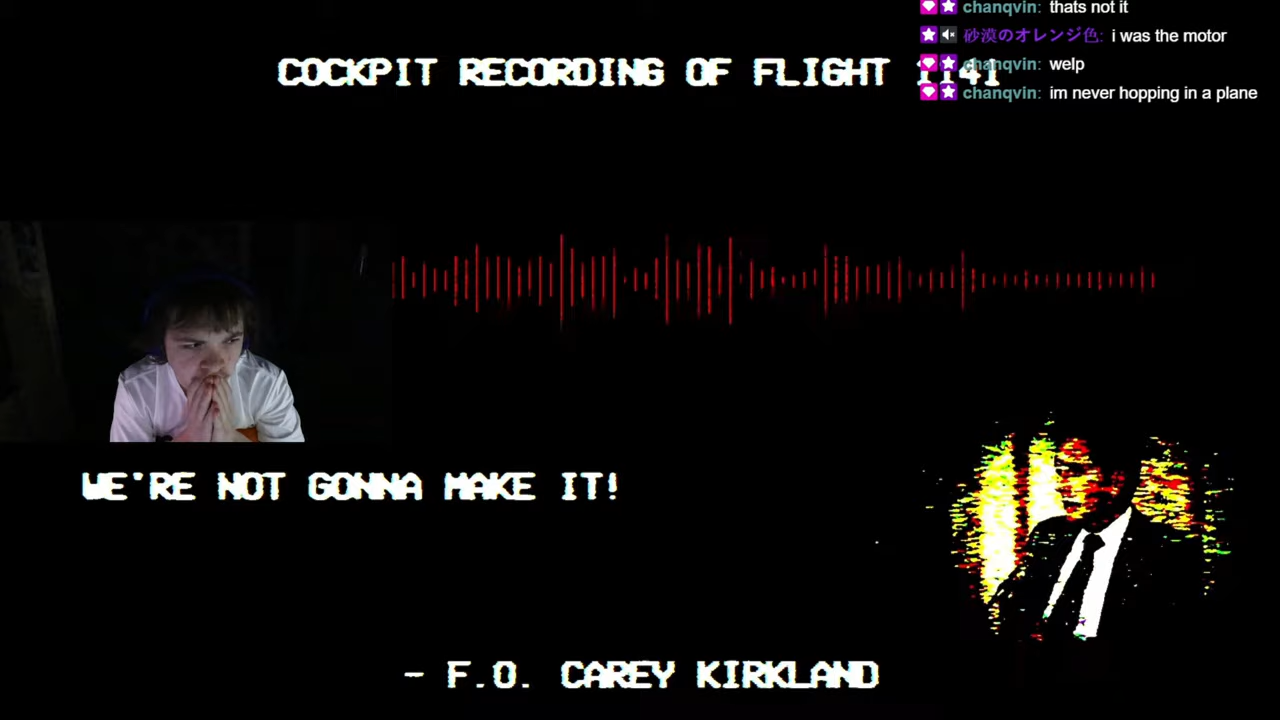 chanqvin: thats not it
砂漠のオレンジ色: i was the motor
chanqvin: welp
chanqvin: im never hopping in a plane
COCKPIT RECORDING OF FLIGHT 1141
WE'RE NOT GONNA MAKE IT!
- F.O. CAREY KIRKLAND